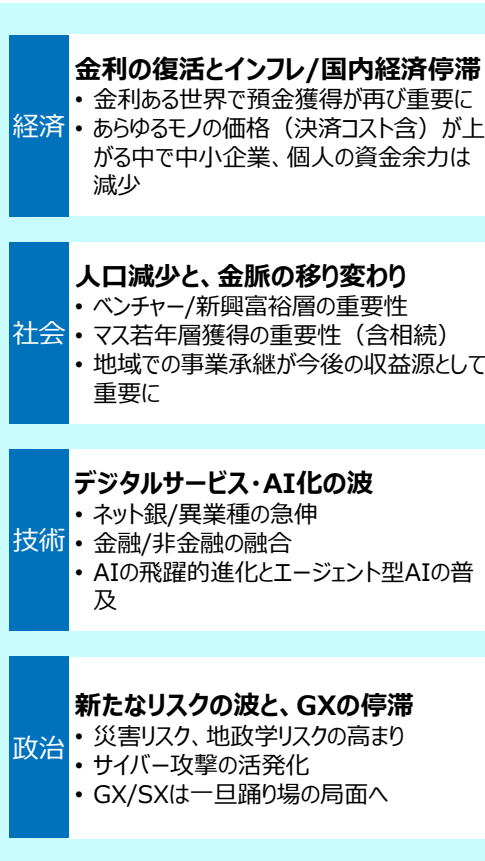 経済
金利の復活とインフレ/国内経済停滞
• 金利ある世界で預金獲得が再び重要に
• あらゆるモノの価格（決済コスト含）が上
がる中で中小企業、個人の資金余力は
減少
社会
人口減少と、金脈の移り変わり
• ベンチャー/新興富裕層の重要性
• マス若年層獲得の重要性（含相続）
• 地域での事業承継が今後の収益源として
重要に
技術
デジタルサービス・AI化の波
• ネット銀/異業種の急伸
• 金融/非金融の融合
• AIの飛躍的進化とエージェント型AIの普
及
政治
新たなリスクの波と、GXの停滞
• 災害リスク、地政学リスクの高まり
• サイバー攻撃の活発化
• GX/SXは一旦踊り場の局面へ